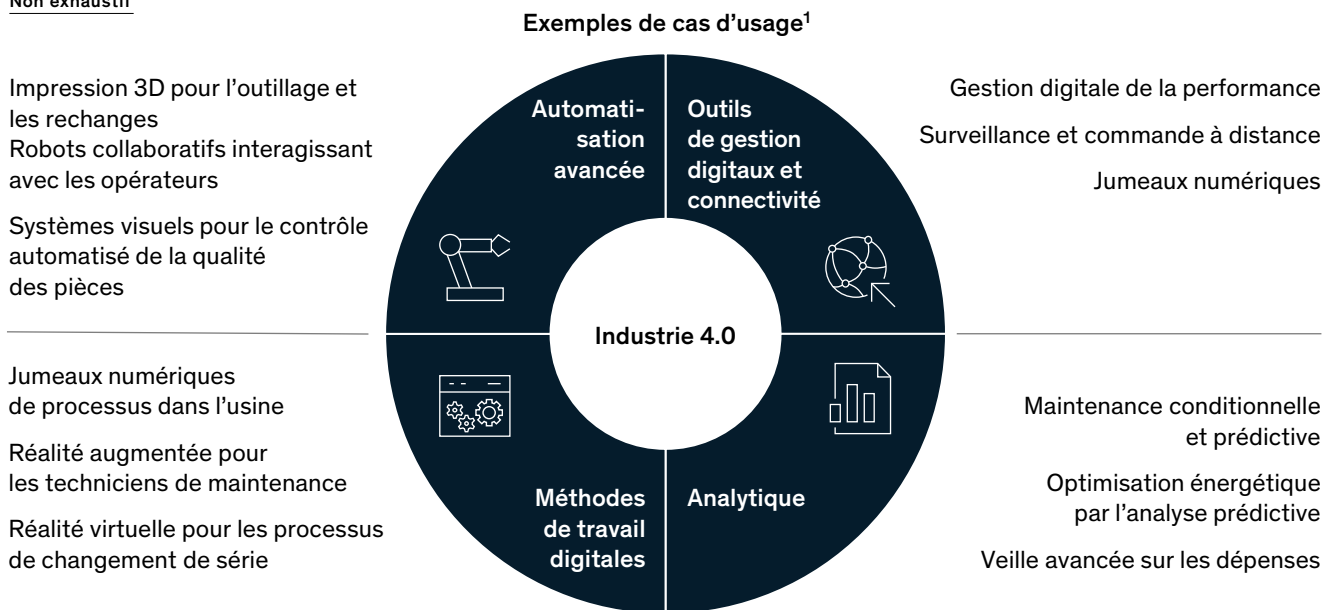 Non exhaustif
Exemples de cas d’usage¹
Impression 3D pour l’outillage et
les rechanges
Robots collaboratifs interagissant
avec les opérateurs
Systèmes visuels pour le contrôle
automatisé de la qualité
des pièces
Automati-
sation
avancée
Outils
de gestion
digitaux et
connectivité
Gestion digitale de la performance
Surveillance et commande à distance
Jumeaux numériques
Industrie 4.0
Jumeaux numériques
de processus dans l’usine
Réalité augmentée pour
les techniciens de maintenance
Réalité virtuelle pour les processus
de changement de série
Méthodes
de travail
digitales
Analytique
Maintenance conditionnelle
et prédictive
Optimisation énergétique
par l’analyse prédictive
Veille avancée sur les dépenses